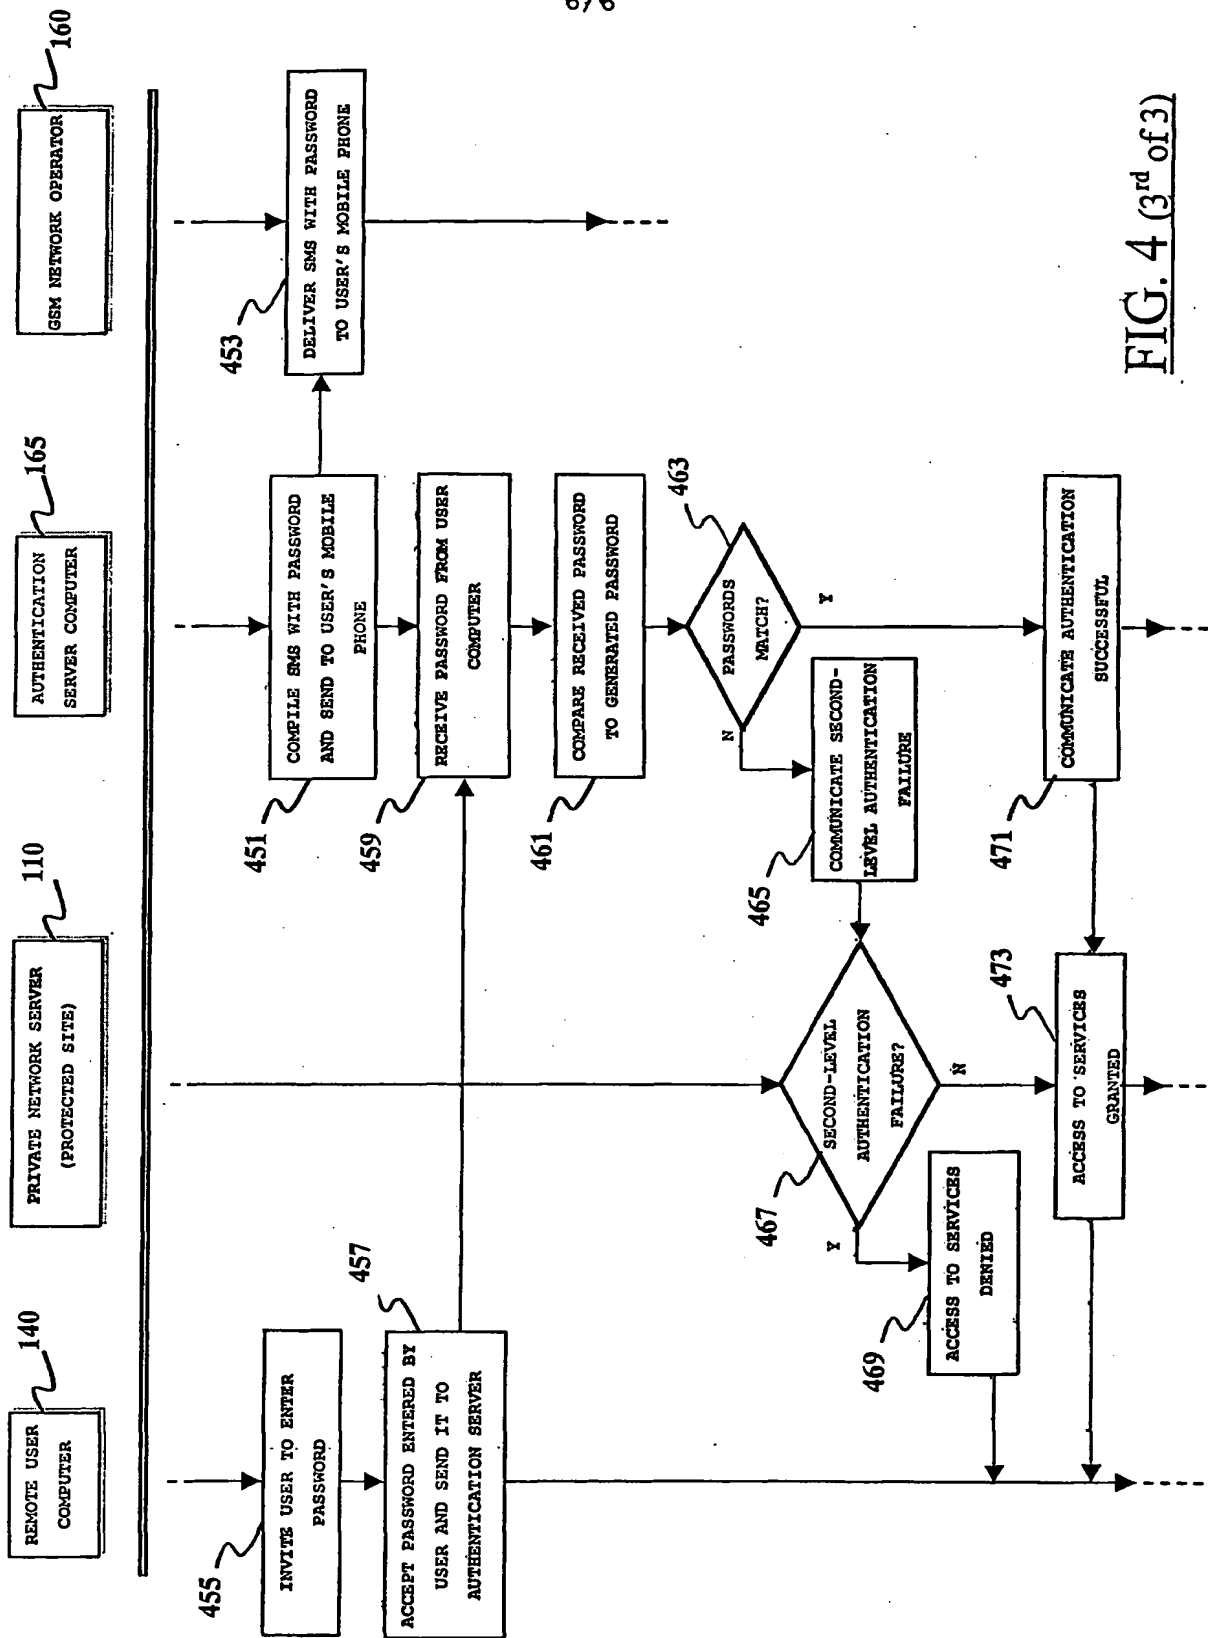 6/6
REMOTE USER
COMPUTER
140
PRIVATE NETWORK SERVER
(PROTECTED SITE)
110
AUTHENTICATION
SERVER COMPUTER
165
GSM NETWORK OPERATOR
160
455
INVITE USER TO ENTER
PASSWORD
451
COMPILE SMS WITH PASSWORD
AND SEND TO USER'S MOBILE
PHONE
453
DELIVER SMS WITH PASSWORD
TO USER'S MOBILE PHONE
457
ACCEPT PASSWORD ENTERED BY
USER AND SEND IT TO
AUTHENTICATION SERVER
459
RECEIVE PASSWORD FROM USER
COMPUTER
461
COMPARE RECEIVED PASSWORD
TO GENERATED PASSWORD
463
PASSWORDS
MATCH?
N
Y
465
COMMUNICATE SECOND-
LEVEL AUTHENTICATION
FAILURE
467
SECOND-LEVEL
AUTHENTICATION
FAILURE?
Y
N
469
ACCESS TO SERVICES
DENIED
471
COMMUNICATE AUTHENTICATION
SUCCESSFUL
473
ACCESS TO SERVICES
GRANTED
FIG. 4 (3rd of 3)